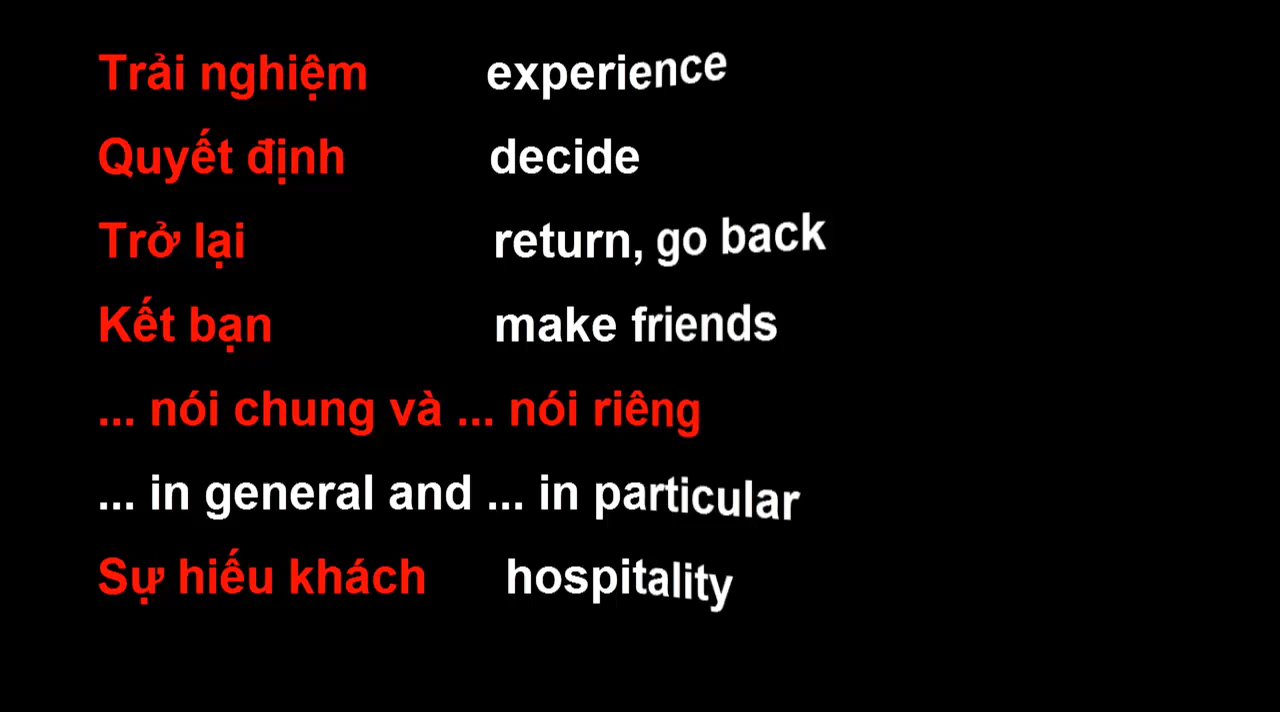 Trải nghiệm experience
Quyết định decide
Trở lại return, go back
Kết bạn make friends
... nói chung và ... nói riêng
... in general and ... in particular
Sự hiếu khách hospitality